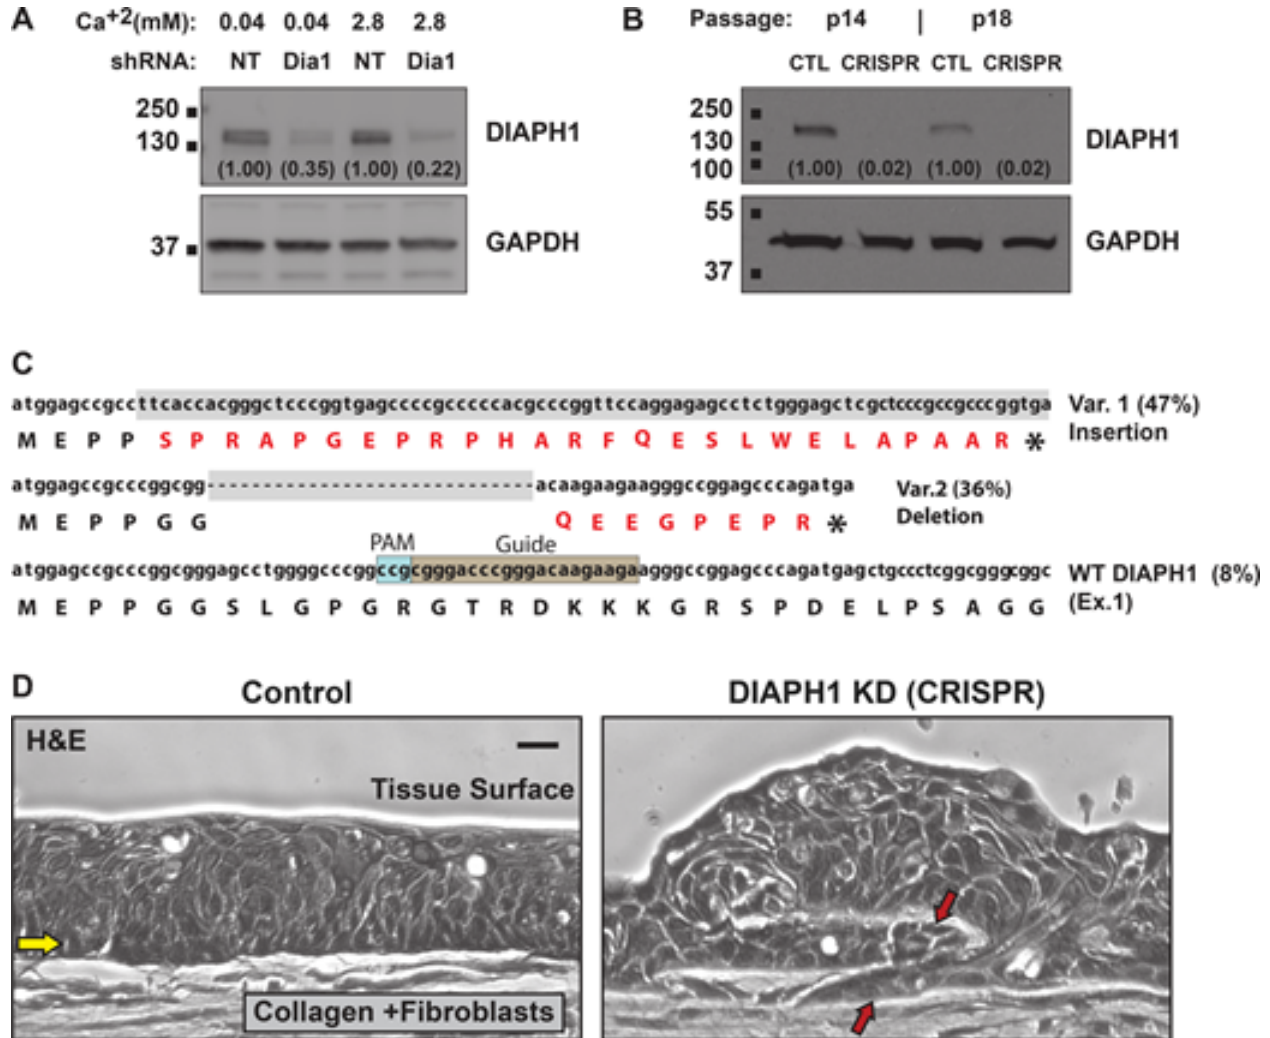 A
Ca+2(mM): 0.04 0.04 2.8 2.8
shRNA: NT Dia1 NT Dia1
250
130
DIAPH1
(1.00) (0.35) (1.00) (0.22)
37
GAPDH
B
Passage: p14 | p18
CTL CRISPR CTL CRISPR
250
130
100
DIAPH1
(1.00) (0.02) (1.00) (0.02)
55
37
GAPDH
C
atggagccgccttcaccacgggctcccggtgagccccgcccccacgcccggttccaggagagcctctgggagctcgctcccgccgcccggtga
Var. 1 (47%)
Insertion
M E P P S P R A P G E P R P H A R F Q E S L W E L A P A A R *
atggagccgcccggcgg-----------------------------acaagaagaagggccggagcccagatga
Var.2 (36%)
Deletion
M E P P G G Q E E G P E P R *
PAM Guide
atggagccgcccggcgggagcctggggcccggccgcgggacccgggacaagaagaagggccggagcccagatgagctgccctcggcgggcggc
WT DIAPH1 (8%)
(Ex.1)
M E P P G G S L G P G R G T R D K K K G R S P D E L P S A G G
D
Control
DIAPH1 KD (CRISPR)
H&E
Tissue Surface
Collagen +Fibroblasts